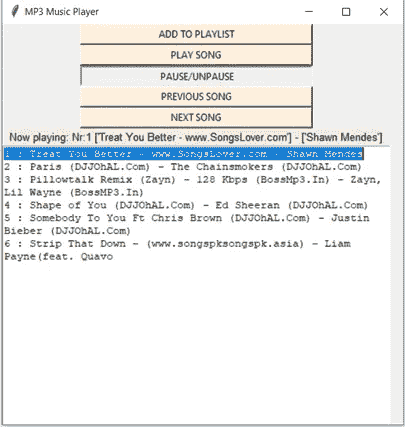 MP3 Music Player
ADD TO PLAYLIST
PLAY SONG
PAUSE/UNPAUSE
PREVIOUS SONG
NEXT SONG
Now playing: Nr:1 ['Treat You Better - www.SongsLover.com'] - ['Shawn Mendes']
1 : Treat You Better - www.SongsLover.com - Shawn Mendes
2 : Paris (DJJOhAL.Com) - The Chainsmokers (DJJOhAL.Com)
3 : Pillowtalk Remix (Zayn) - 128 Kbps (BossMp3.In) - Zayn,
Lil Wayne (BossMP3.In)
4 : Shape of You (DJJOhAL.Com) - Ed Sheeran (DJJOhAL.Com)
5 : Somebody To You Ft Chris Brown (DJJOhAL.Com) - Justin
Bieber (DJJOhAL.Com)
6 : Strip That Down - (www.songspksongspk.asia) - Liam
Payne(feat. Quavo